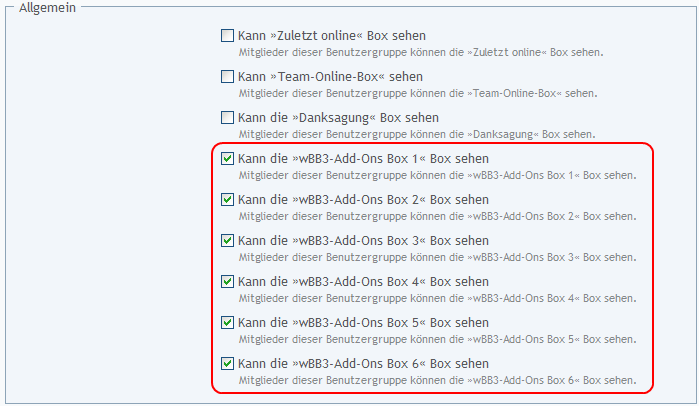 Allgemein
Kann »Zuletzt online« Box sehen
Mitglieder dieser Benutzergruppe können die »Zuletzt online« Box sehen.
Kann »Team-Online-Box« sehen
Mitglieder dieser Benutzergruppe können die »Team-Online-Box« sehen.
Kann die »Danksagung« Box sehen
Mitglieder dieser Benutzergruppe können die »Danksagung« Box sehen.
Kann die »wBB3-Add-Ons Box 1« Box sehen
Mitglieder dieser Benutzergruppe können die »wBB3-Add-Ons Box 1« Box sehen.
Kann die »wBB3-Add-Ons Box 2« Box sehen
Mitglieder dieser Benutzergruppe können die »wBB3-Add-Ons Box 2« Box sehen.
Kann die »wBB3-Add-Ons Box 3« Box sehen
Mitglieder dieser Benutzergruppe können die »wBB3-Add-Ons Box 3« Box sehen.
Kann die »wBB3-Add-Ons Box 4« Box sehen
Mitglieder dieser Benutzergruppe können die »wBB3-Add-Ons Box 4« Box sehen.
Kann die »wBB3-Add-Ons Box 5« Box sehen
Mitglieder dieser Benutzergruppe können die »wBB3-Add-Ons Box 5« Box sehen.
Kann die »wBB3-Add-Ons Box 6« Box sehen
Mitglieder dieser Benutzergruppe können die »wBB3-Add-Ons Box 6« Box sehen.